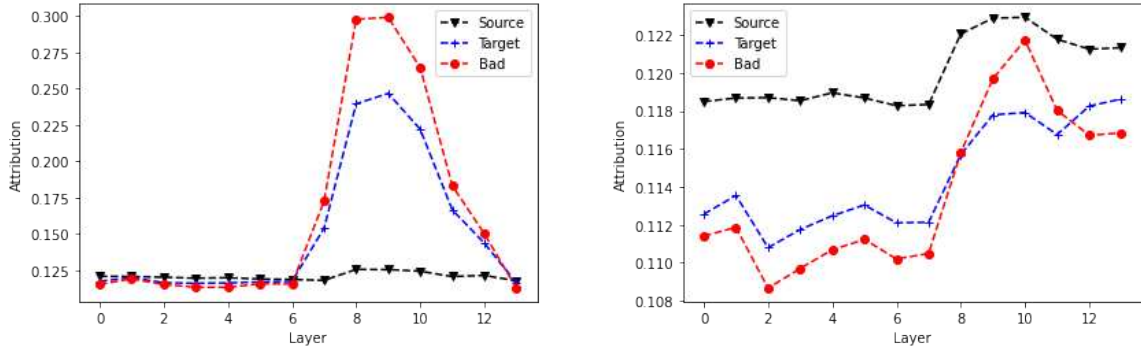 0.300
0.275
0.250
0.225
0.200
0.175
0.150
0.125
Attribution
0 2 4 6 8 10 12
Layer
Source
Target
Bad
0.122
0.120
0.118
0.116
0.114
0.112
0.110
0.108
Attribution
0 2 4 6 8 10 12
Layer
Source
Target
Bad